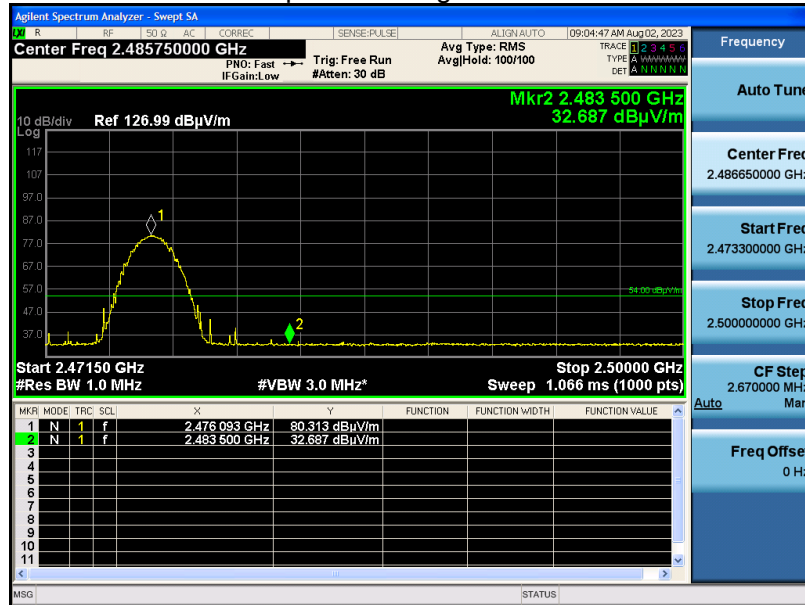 Agilent Spectrum Analyzer - Swept SA
LXI R RF 50 Ω AC CORREC SENSE:PULSE ALIGN AUTO 09:04:47 AM Aug 02, 2023
Center Freq 2.485750000 GHz
PNO: Fast
IFGain:Low
Trig: Free Run
#Atten: 30 dB
Avg Type: RMS
Avg|Hold: 100/100
TRACE 1 2 3 4 5 6
TYPE A WWWWW
DET A N N N N N
Mkr2 2.483 500 GHz
32.687 dBµV/m
10 dB/div Ref 126.99 dBµV/m
Log
117
107
97.0
87.0
77.0
67.0
57.0
47.0
37.0
1
54.00 dBµV/m
2
Start 2.47150 GHz Stop 2.50000 GHz
#Res BW 1.0 MHz #VBW 3.0 MHz* Sweep 1.066 ms (1000 pts)
MKR MODE TRC SCL X Y FUNCTION FUNCTION WIDTH FUNCTION VALUE
1 N 1 f 2.476 093 GHz 80.313 dBµV/m
2 N 1 f 2.483 500 GHz 32.687 dBµV/m
3
4
5
6
7
8
9
10
11
MSG STATUS
Frequency
Auto Tune
Center Freq
2.486650000 GHz
Start Freq
2.473300000 GHz
Stop Freq
2.500000000 GHz
CF Step
2.670000 MHz
Auto Man
Freq Offset
0 Hz